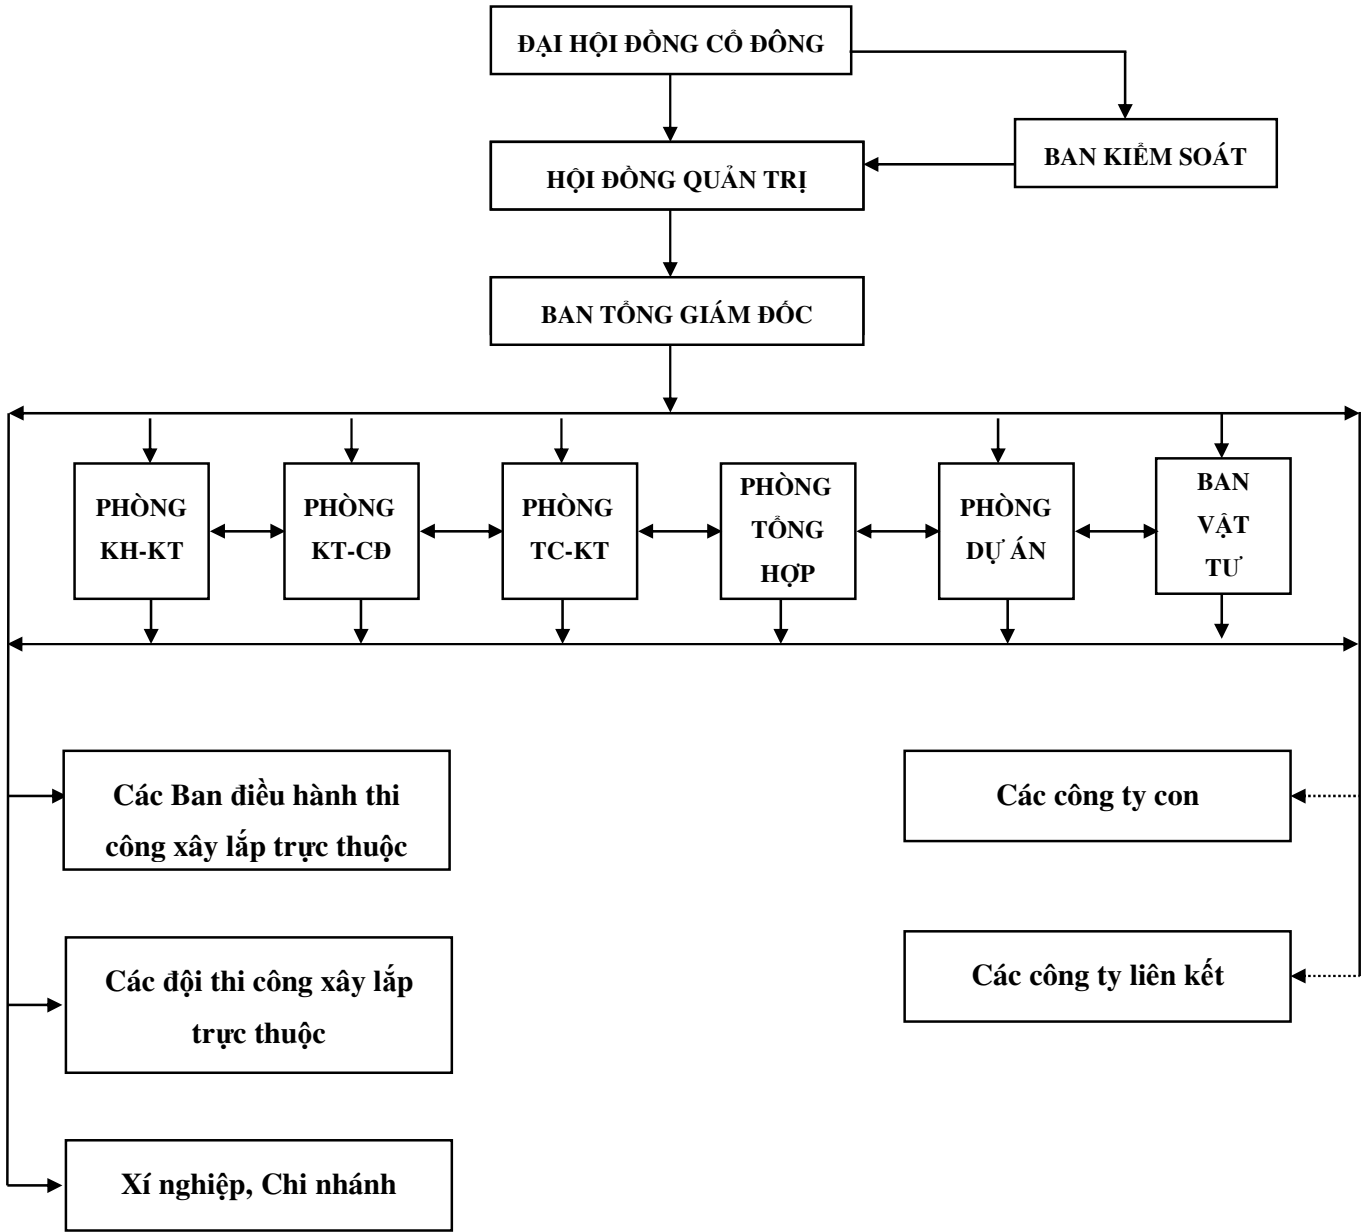 ĐẠI HỘI ĐỒNG CỔ ĐÔNG
BAN KIỂM SOÁT
HỘI ĐỒNG QUẢN TRỊ
BAN TỔNG GIÁM ĐỐC
PHÒNG
KH-KT
PHÒNG
KT-CĐ
PHÒNG
TC-KT
PHÒNG
TỔNG
HỢP
PHÒNG
DỰ ÁN
BAN
VẬT
TƯ
Các Ban điều hành thi
công xây lắp trực thuộc
Các công ty con
Các đội thi công xây lắp
trực thuộc
Các công ty liên kết
Xí nghiệp, Chi nhánh